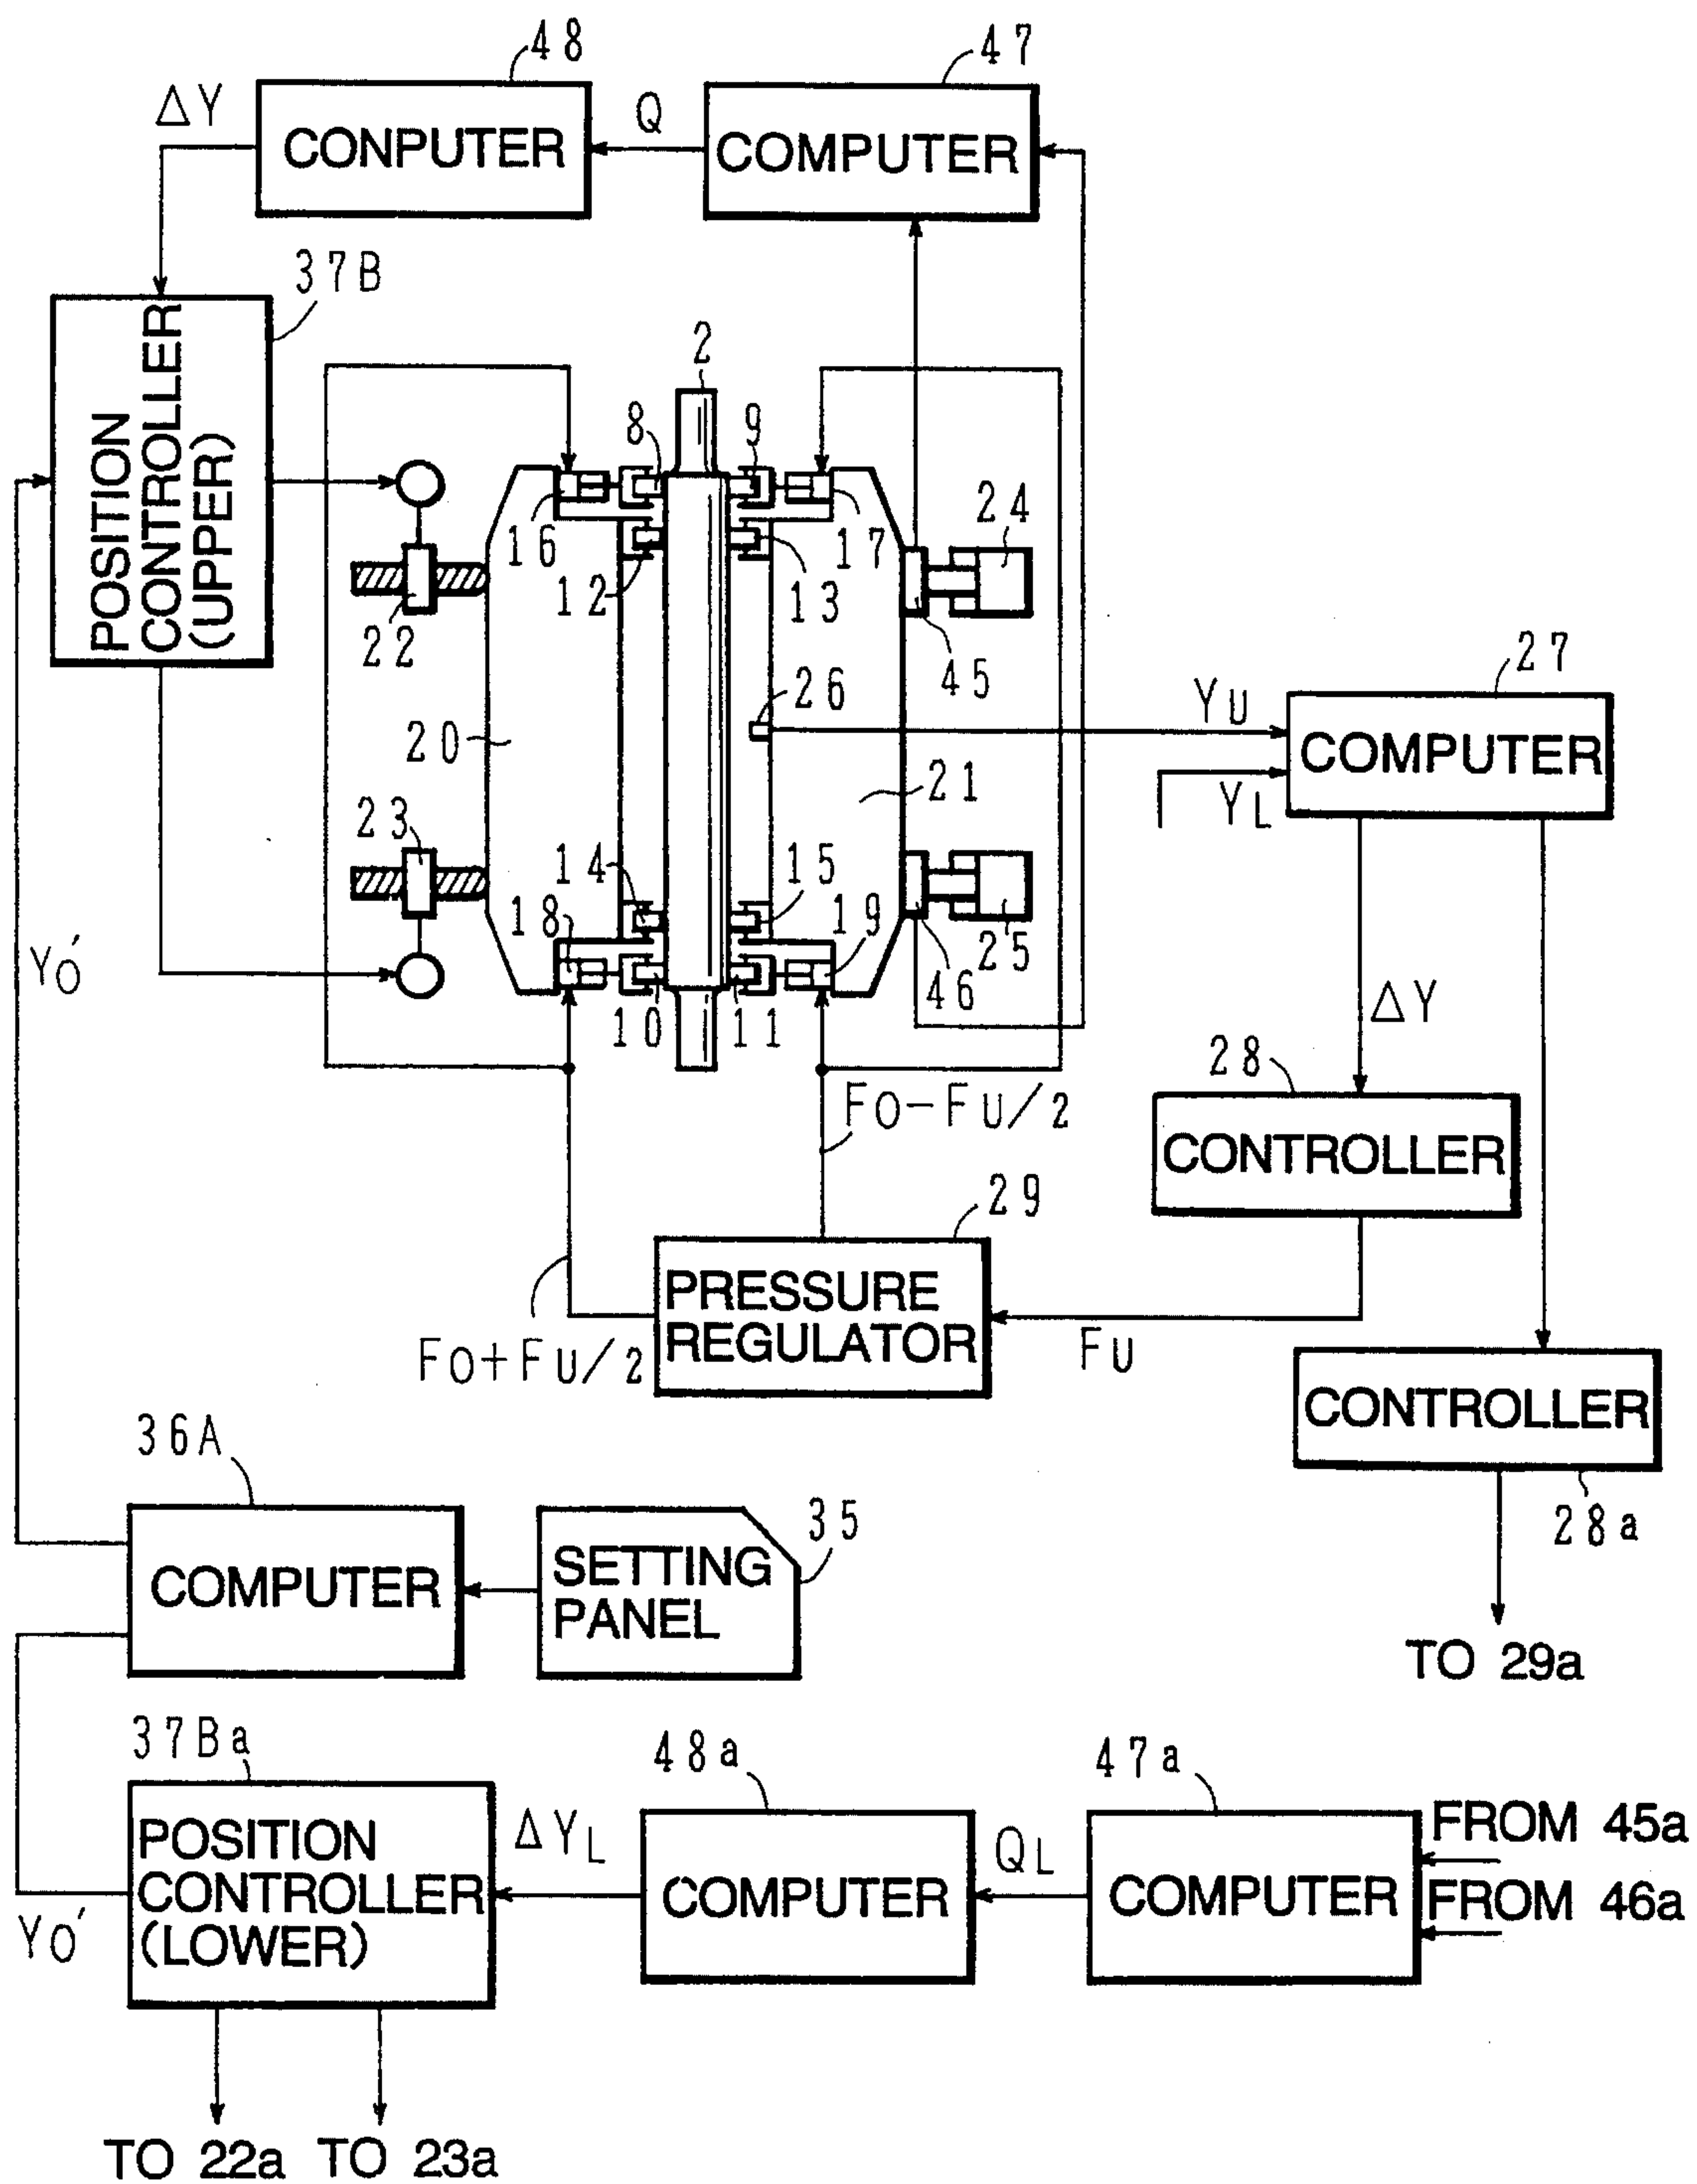 48
47
ΔY
CONPUTER
Q
COMPUTER
37B
POSITION
CONTROLLER
(UPPER)
2
8
9
16
17
24
12
13
22
45
26
27
YU
COMPUTER
20
21
YL
23
14
15
18
19
25
46
10
11
YO'
ΔY
28
FO−FU/2
CONTROLLER
29
PRESSURE
REGULATOR
FO+FU/2
FU
CONTROLLER
28a
36A
35
COMPUTER
SETTING
PANEL
TO 29a
37Ba
48a
47a
POSITION
CONTROLLER
(LOWER)
ΔYL
COMPUTER
QL
COMPUTER
FROM 45a
FROM 46a
YO'
TO 22a
TO 23a